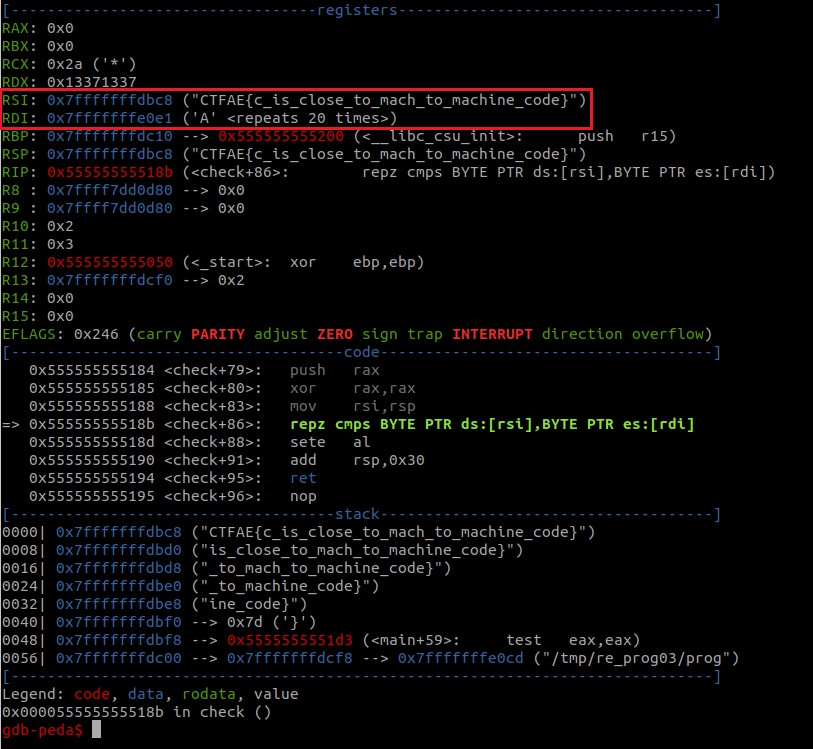 [-----------------------------------registers-----------------------------------]
RAX: 0x0
RBX: 0x0
RCX: 0x2a ('*')
RDX: 0x13371337
RSI: 0x7fffffffdbc8 ("CTFAE{c_is_close_to_mach_to_machine_code}")
RDI: 0x7fffffffe0e1 ('A' <repeats 20 times>)
RBP: 0x7fffffffdc10 --> 0x555555555200 (<__libc_csu_init>:      push   r15)
RSP: 0x7fffffffdbc8 ("CTFAE{c_is_close_to_mach_to_machine_code}")
RIP: 0x55555555518b (<check+86>:        repz cmps BYTE PTR ds:[rsi],BYTE PTR es:[rdi])
R8 : 0x7ffff7dd0d80 --> 0x0
R9 : 0x7ffff7dd0d80 --> 0x0
R10: 0x2
R11: 0x3
R12: 0x555555555050 (<_start>:  xor    ebp,ebp)
R13: 0x7fffffffdcf0 --> 0x2
R14: 0x0
R15: 0x0
EFLAGS: 0x246 (carry PARITY adjust ZERO sign trap INTERRUPT direction overflow)
[--------------------------------------code-------------------------------------]
   0x555555555184 <check+79>:   push   rax
   0x555555555185 <check+80>:   xor    rax,rax
   0x555555555188 <check+83>:   mov    rsi,rsp
=> 0x55555555518b <check+86>:   repz cmps BYTE PTR ds:[rsi],BYTE PTR es:[rdi]
   0x55555555518d <check+88>:   sete   al
   0x555555555190 <check+91>:   add    rsp,0x30
   0x555555555194 <check+95>:   ret
   0x555555555195 <check+96>:   nop
[-------------------------------------stack-------------------------------------]
0000| 0x7fffffffdbc8 ("CTFAE{c_is_close_to_mach_to_machine_code}")
0008| 0x7fffffffdbd0 ("is_close_to_mach_to_machine_code}")
0016| 0x7fffffffdbd8 ("_to_mach_to_machine_code}")
0024| 0x7fffffffdbe0 ("_to_machine_code}")
0032| 0x7fffffffdbe8 ("ine_code}")
0040| 0x7fffffffdbf0 --> 0x7d ('}')
0048| 0x7fffffffdbf8 --> 0x5555555551d3 (<main+59>:     test   eax,eax)
0056| 0x7fffffffdc00 --> 0x7fffffffdcf8 --> 0x7fffffffe0cd ("/tmp/re_prog03/prog")
[-------------------------------------------------------------------------------]
Legend: code, data, rodata, value
0x000055555555518b in check ()
gdb-peda$